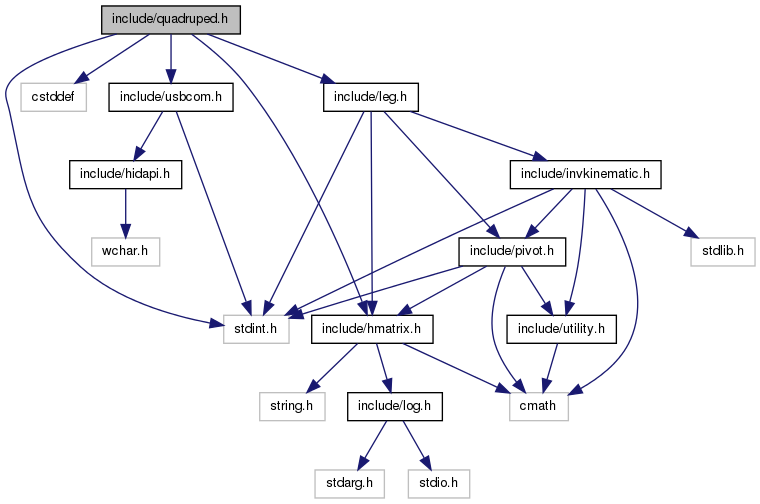 include/quadruped.h
cstddef
include/usbcom.h
include/leg.h
include/hidapi.h
include/invkinematic.h
wchar.h
include/pivot.h
stdlib.h
stdint.h
include/hmatrix.h
include/utility.h
string.h
include/log.h
cmath
stdarg.h
stdio.h